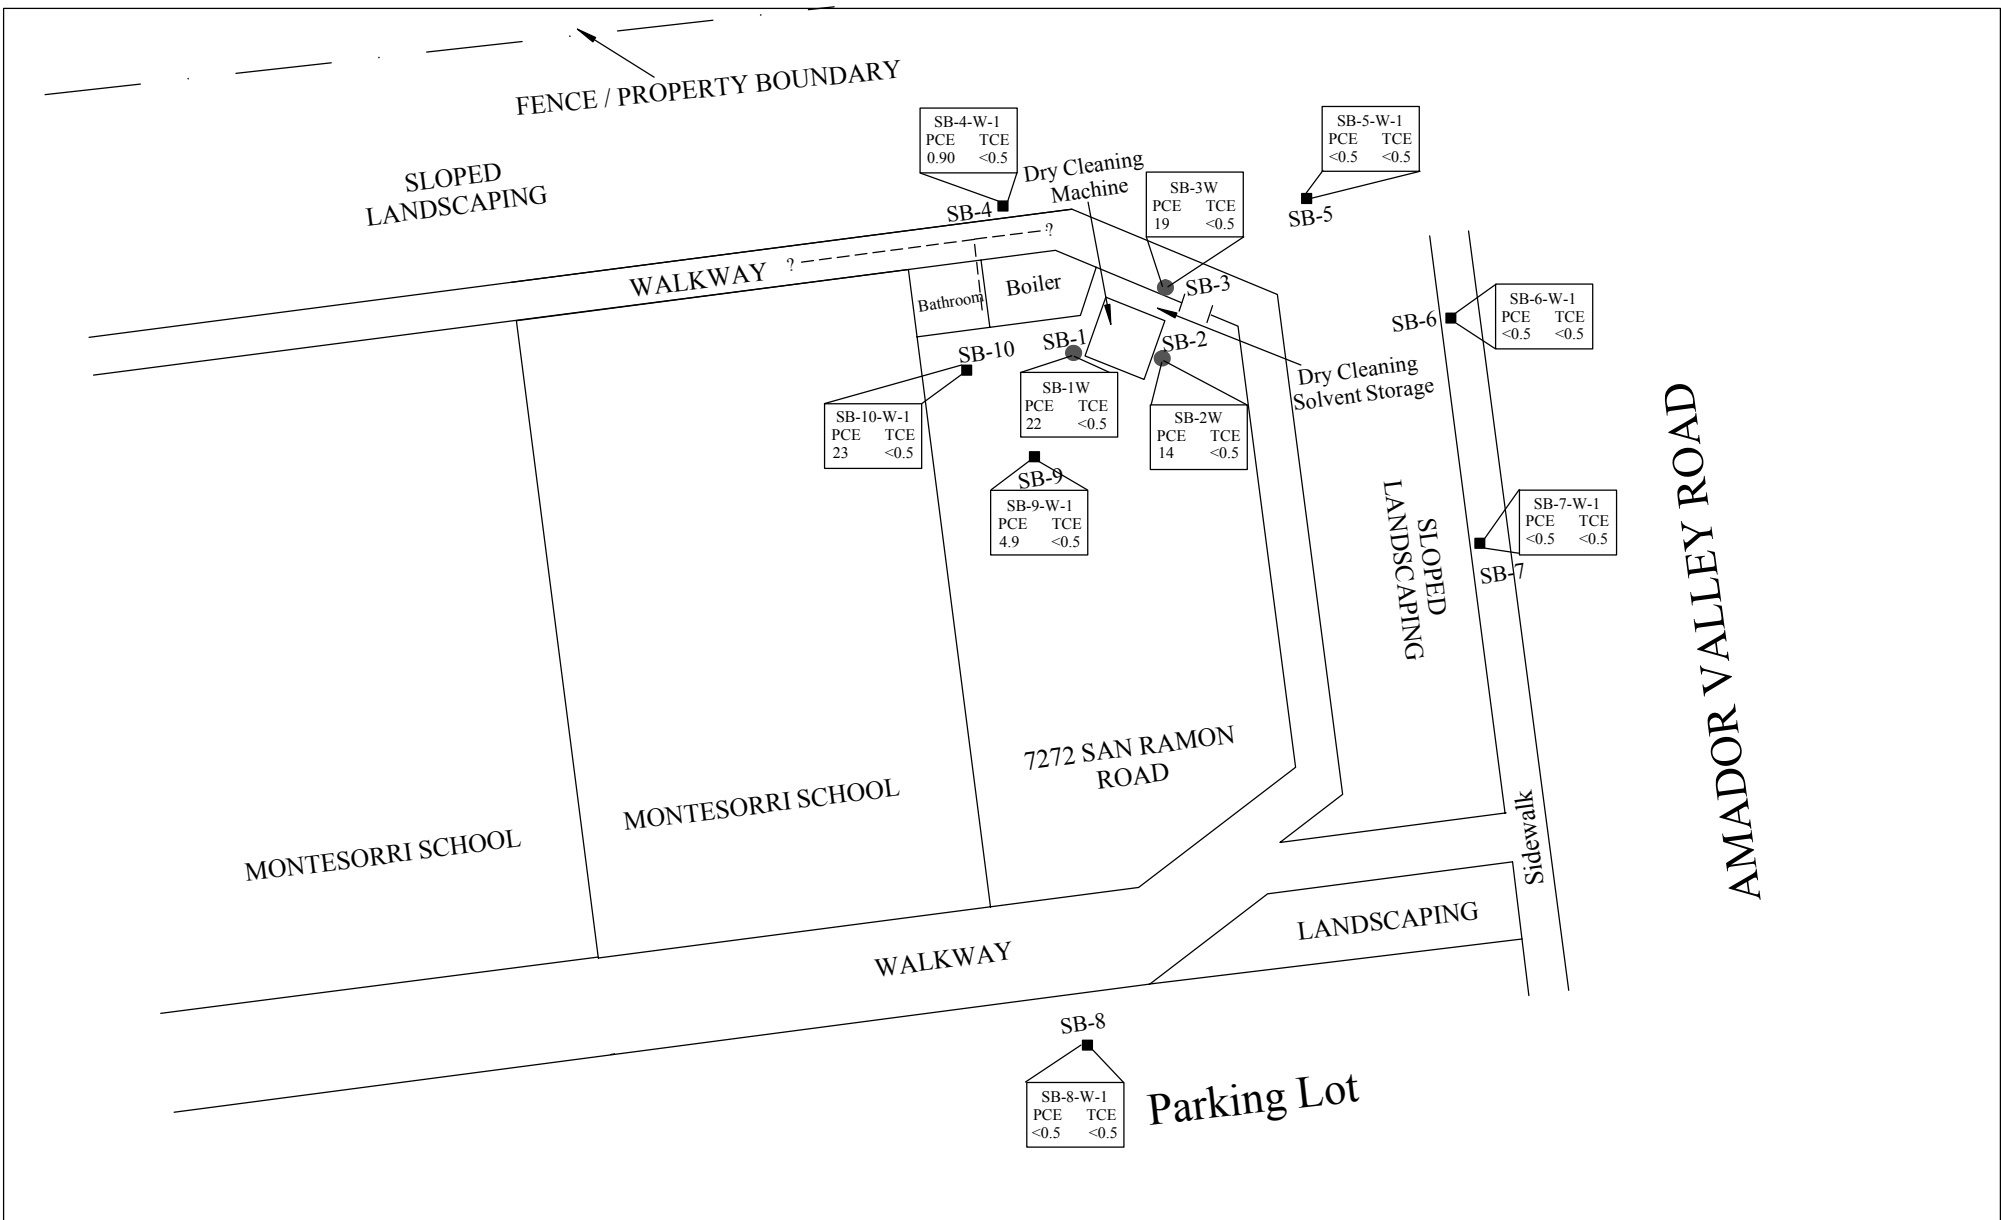 FENCE / PROPERTY BOUNDARY
SLOPED
LANDSCAPING
SB-4-W-1
PCE TCE
0.90 <0.5
SB-4
Dry Cleaning
Machine
SB-3W
PCE TCE
19 <0.5
SB-3
SB-5-W-1
PCE TCE
<0.5 <0.5
SB-5
WALKWAY
?
?
Bathroom
Boiler
SB-6-W-1
PCE TCE
<0.5 <0.5
SB-6
SB-10
SB-1
SB-2
Dry Cleaning
Solvent Storage
SB-10-W-1
PCE TCE
23 <0.5
SB-1W
PCE TCE
22 <0.5
SB-2W
PCE TCE
14 <0.5
SB-9
SB-9-W-1
PCE TCE
4.9 <0.5
SLOPED
LANDSCAPING
SB-7-W-1
PCE TCE
<0.5 <0.5
SB-7
AMADOR VALLEY ROAD
7272 SAN RAMON
ROAD
MONTESORRI SCHOOL
MONTESORRI SCHOOL
Sidewalk
LANDSCAPING
WALKWAY
SB-8
SB-8-W-1
PCE TCE
<0.5 <0.5
Parking Lot